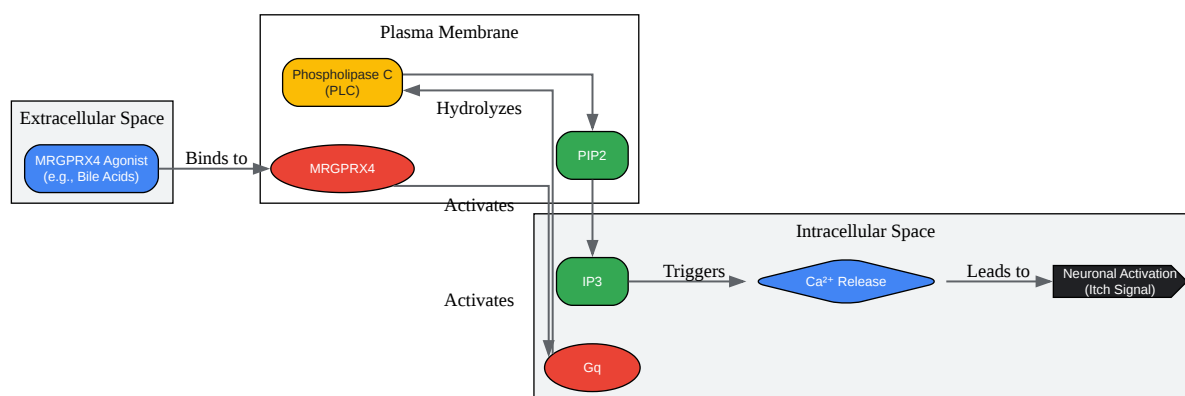 Plasma Membrane
Phospholipase C
(PLC)
Hydrolyzes
Extracellular Space
MRGPRX4 Agonist
(e.g., Bile Acids)
Binds to
MRGPRX4
PIP2
Activates
Intracellular Space
IP3
Triggers
Ca²⁺ Release
Leads to
Neuronal Activation
(Itch Signal)
Activates
Gq